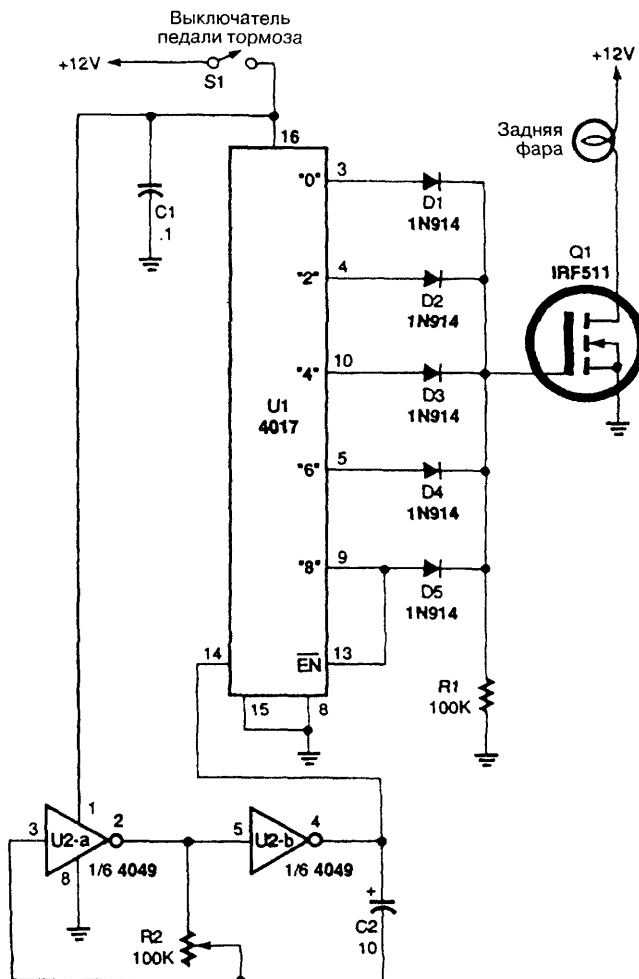 Выключатель
педали тормоза
+12V
S1
+12V
Задняя
фара
16
"0"
3
D1
1N914
C1
.1
"2"
4
D2
1N914
Q1
IRF511
"4"
10
D3
1N914
U1
4017
"6"
5
D4
1N914
"8"
9
D5
1N914
14
EN
13
15
8
R1
100K
3
U2-a
1
2
8
1/6 4049
5
U2-b
4
1/6 4049
R2
100K
+
C2
10